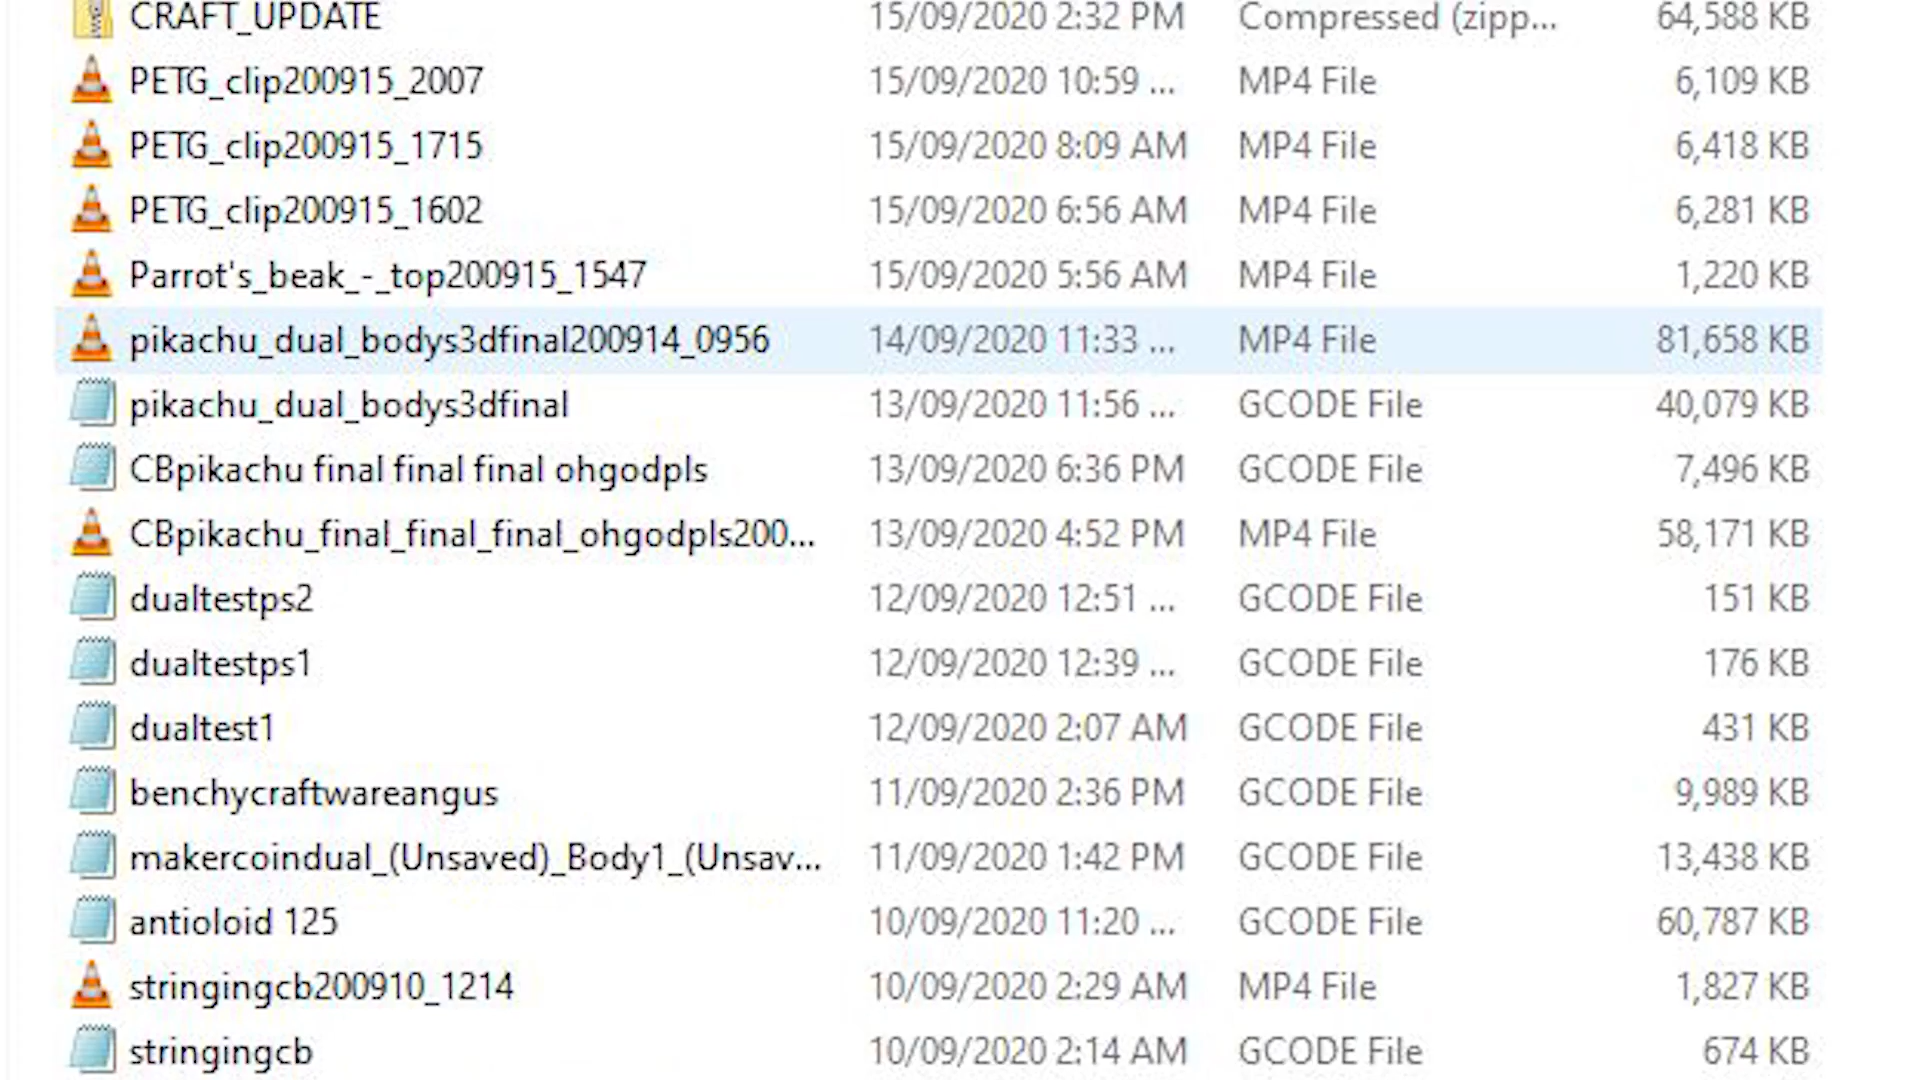 CRAFT_UPDATE 15/09/2020 2:32 PM Compressed (zipp... 64,588 KB
PETG_clip200915_2007 15/09/2020 10:59 ... MP4 File 6,109 KB
PETG_clip200915_1715 15/09/2020 8:09 AM MP4 File 6,418 KB
PETG_clip200915_1602 15/09/2020 6:56 AM MP4 File 6,281 KB
Parrot's_beak_-_top200915_1547 15/09/2020 5:56 AM MP4 File 1,220 KB
pikachu_dual_bodys3dfinal200914_0956 14/09/2020 11:33 ... MP4 File 81,658 KB
pikachu_dual_bodys3dfinal 13/09/2020 11:56 ... GCODE File 40,079 KB
CBpikachu final final final ohgodpls 13/09/2020 6:36 PM GCODE File 7,496 KB
CBpikachu_final_final_final_ohgodpls200... 13/09/2020 4:52 PM MP4 File 58,171 KB
dualtestps2 12/09/2020 12:51 ... GCODE File 151 KB
dualtestps1 12/09/2020 12:39 ... GCODE File 176 KB
dualtest1 12/09/2020 2:07 AM GCODE File 431 KB
benchycraftwareangus 11/09/2020 2:36 PM GCODE File 9,989 KB
makercoindual_(Unsaved)_Body1_(Unsav... 11/09/2020 1:42 PM GCODE File 13,438 KB
antioloid 125 10/09/2020 11:20 ... GCODE File 60,787 KB
stringingcb200910_1214 10/09/2020 2:29 AM MP4 File 1,827 KB
stringingcb 10/09/2020 2:14 AM GCODE File 674 KB